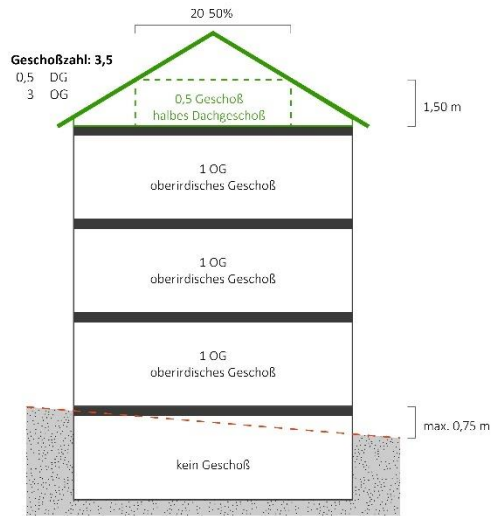 20 50%
Geschoßzahl: 3,5
0,5 DG
3 OG
0,5 Geschoß
halbes Dachgeschoß
1,50 m
1 OG
oberirdisches Geschoß
1 OG
oberirdisches Geschoß
1 OG
oberirdisches Geschoß
max. 0,75 m
kein Geschoß